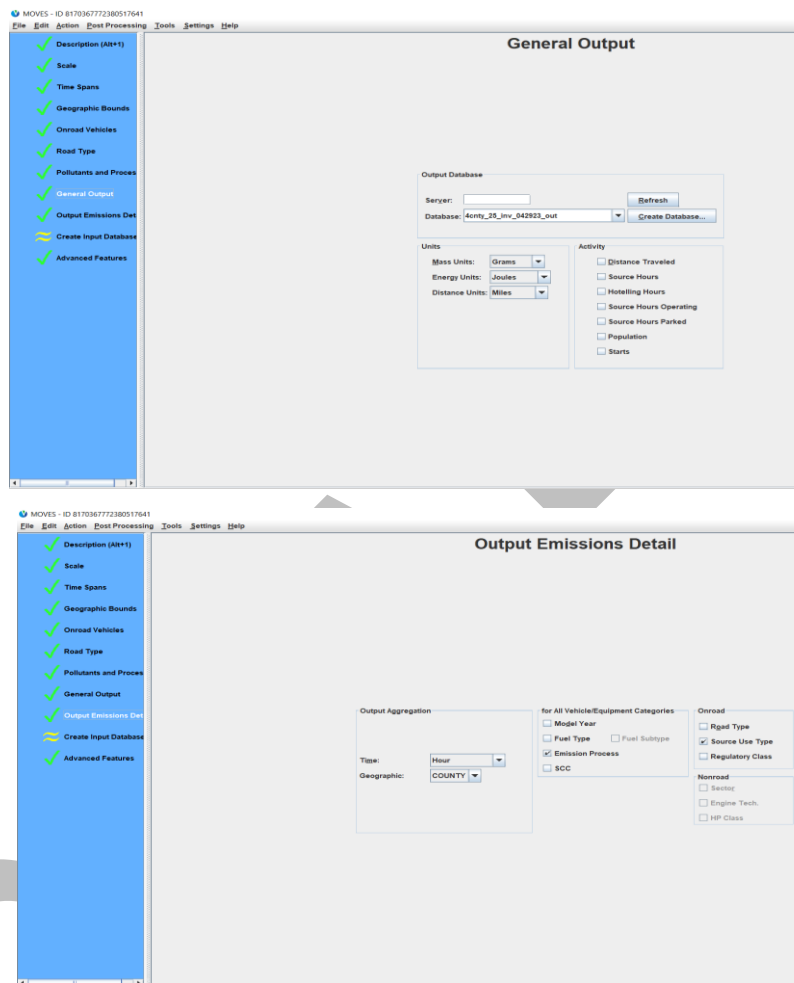 MOVES - ID 8170367772380517641
File Edit Action Post Processing Tools Settings Help
Description (Alt+1)
Scale
Time Spans
Geographic Bounds
Onroad Vehicles
Road Type
Pollutants and Proces
General Output
Output Emissions Det
Create Input Database
Advanced Features
General Output
Output Database
Server:
Refresh
Database: 4cnty_28_inv_042923_out
Create Database...
Units
Mass Units: Grams
Energy Units: Joules
Distance Units: Miles
Activity
Distance Traveled
Source Hours
Hotelling Hours
Source Hours Operating
Source Hours Parked
Population
Starts
MOVES - ID 8170367772380517641
File Edit Action Post Processing Tools Settings Help
Description (Alt+1)
Scale
Time Spans
Geographic Bounds
Onroad Vehicles
Road Type
Pollutants and Proces
General Output
Output Emissions Det
Create Input Database
Advanced Features
Output Emissions Detail
Output Aggregation
Time: Hour
Geographic: COUNTY
for All Vehicle/Equipment Categories
Model Year
Fuel Type Fuel Subtype
Emission Process
SCC
Onroad
Road Type
Source Use Type
Regulatory Class
Nonroad
Sector
Engine Tech.
HP Class